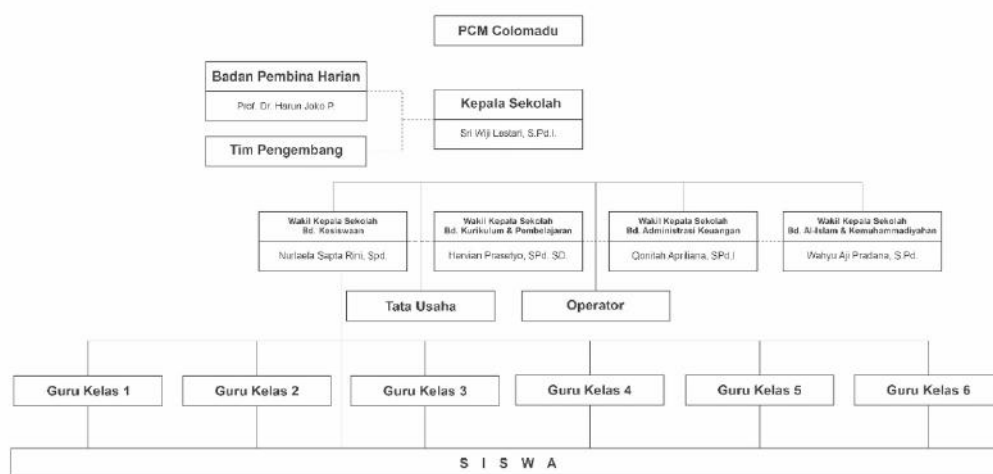 PCM Colomadu
Badan Pembina Harian
Prof. Dr. Harun Joko P
Tim Pengembang
Kepala Sekolah
Sri Wiji Lestari, S.Pd.I.
Wakil Kepala Sekolah
Bd. Kesiswaan
Nurlaela Sapta Rini, Spd.
Wakil Kepala Sekolah
Bd. Kurikulum & Pembelajaran
Hervian Prasetyo, SPd. SD.
Wakil Kepala Sekolah
Bd. Administrasi Keuangan
Qonitah Apriliana, SPd.I
Wakil Kepala Sekolah
Bd. Al-Islam & Kemuhammadiyahan
Wahyu Aji Pradana, S.Pd.
Tata Usaha
Operator
Guru Kelas 1
Guru Kelas 2
Guru Kelas 3
Guru Kelas 4
Guru Kelas 5
Guru Kelas 6
S I S W A